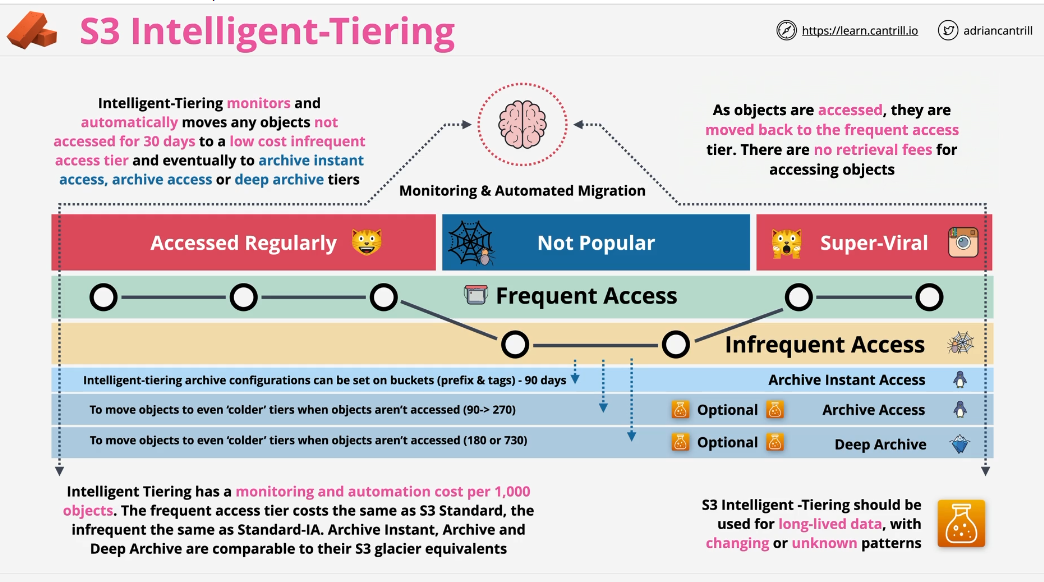 S3 Intelligent-Tiering
https://learn.cantrill.io
adriancantrill
Intelligent-Tiering monitors and
automatically moves any objects not
accessed for 30 days to a low cost infrequent
access tier and eventually to archive instant
access, archive access or deep archive tiers
As objects are accessed, they are
moved back to the frequent access
tier. There are no retrieval fees for
accessing objects
Monitoring & Automated Migration
Accessed Regularly
Not Popular
Super-Viral
Frequent Access
Infrequent Access
Intelligent-tiering archive configurations can be set on buckets (prefix & tags) - 90 days
Archive Instant Access
To move objects to even ‘colder’ tiers when objects aren’t accessed (90-> 270)
Optional
Archive Access
To move objects to even ‘colder’ tiers when objects aren’t accessed (180 or 730)
Optional
Deep Archive
Intelligent Tiering has a monitoring and automation cost per 1,000
objects. The frequent access tier costs the same as S3 Standard, the
infrequent the same as Standard-IA. Archive Instant, Archive and
Deep Archive are comparable to their S3 glacier equivalents
S3 Intelligent -Tiering should be
used for long-lived data, with
changing or unknown patterns